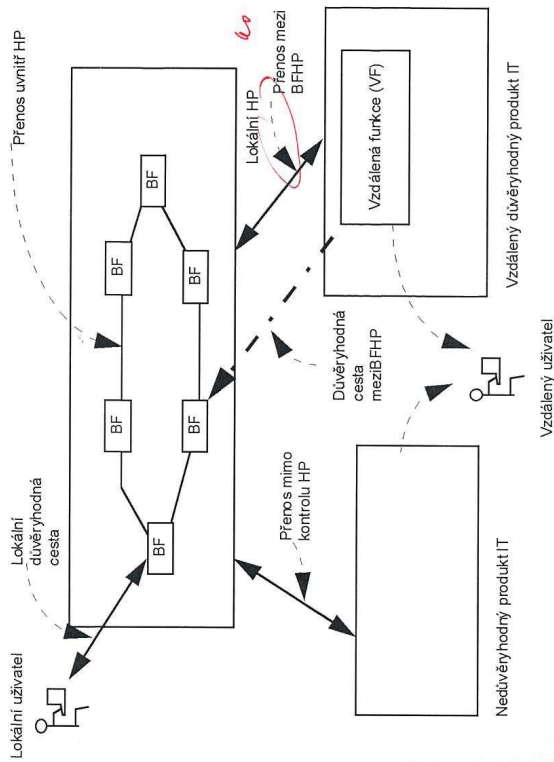 Lokální uživatel
Lokální
důvěryhodná
cesta
Přenos uvnitř HP
BF
BF
BF
BF
BF
BF
Lokální HP
Přenos mezi
BFHP
Přenos mimo
kontrolu HP
Důvěryhodná
cesta
meziBFHP
Vzdálená funkce (VF)
Nedůvěryhodný produkt IT
Vzdálený důvěryhodný produkt IT
Vzdálený uživatel